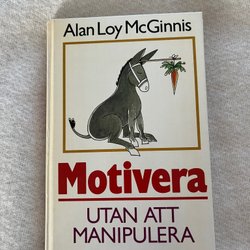 Alan Loy McGinnis
Motivera
UTAN ATT
MANIPULERA